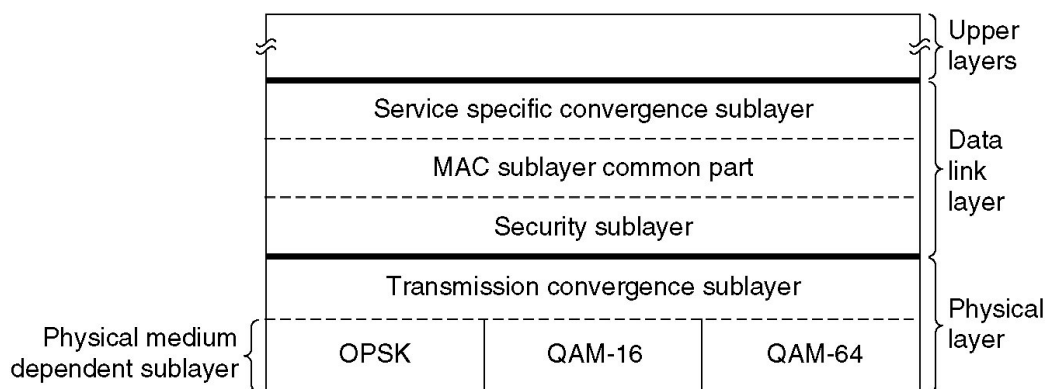 Upper
layers
Service specific convergence sublayer
MAC sublayer common part
Security sublayer
Data
link
layer
Transmission convergence sublayer
Physical medium
dependent sublayer
OPSK
QAM-16
QAM-64
Physical
layer